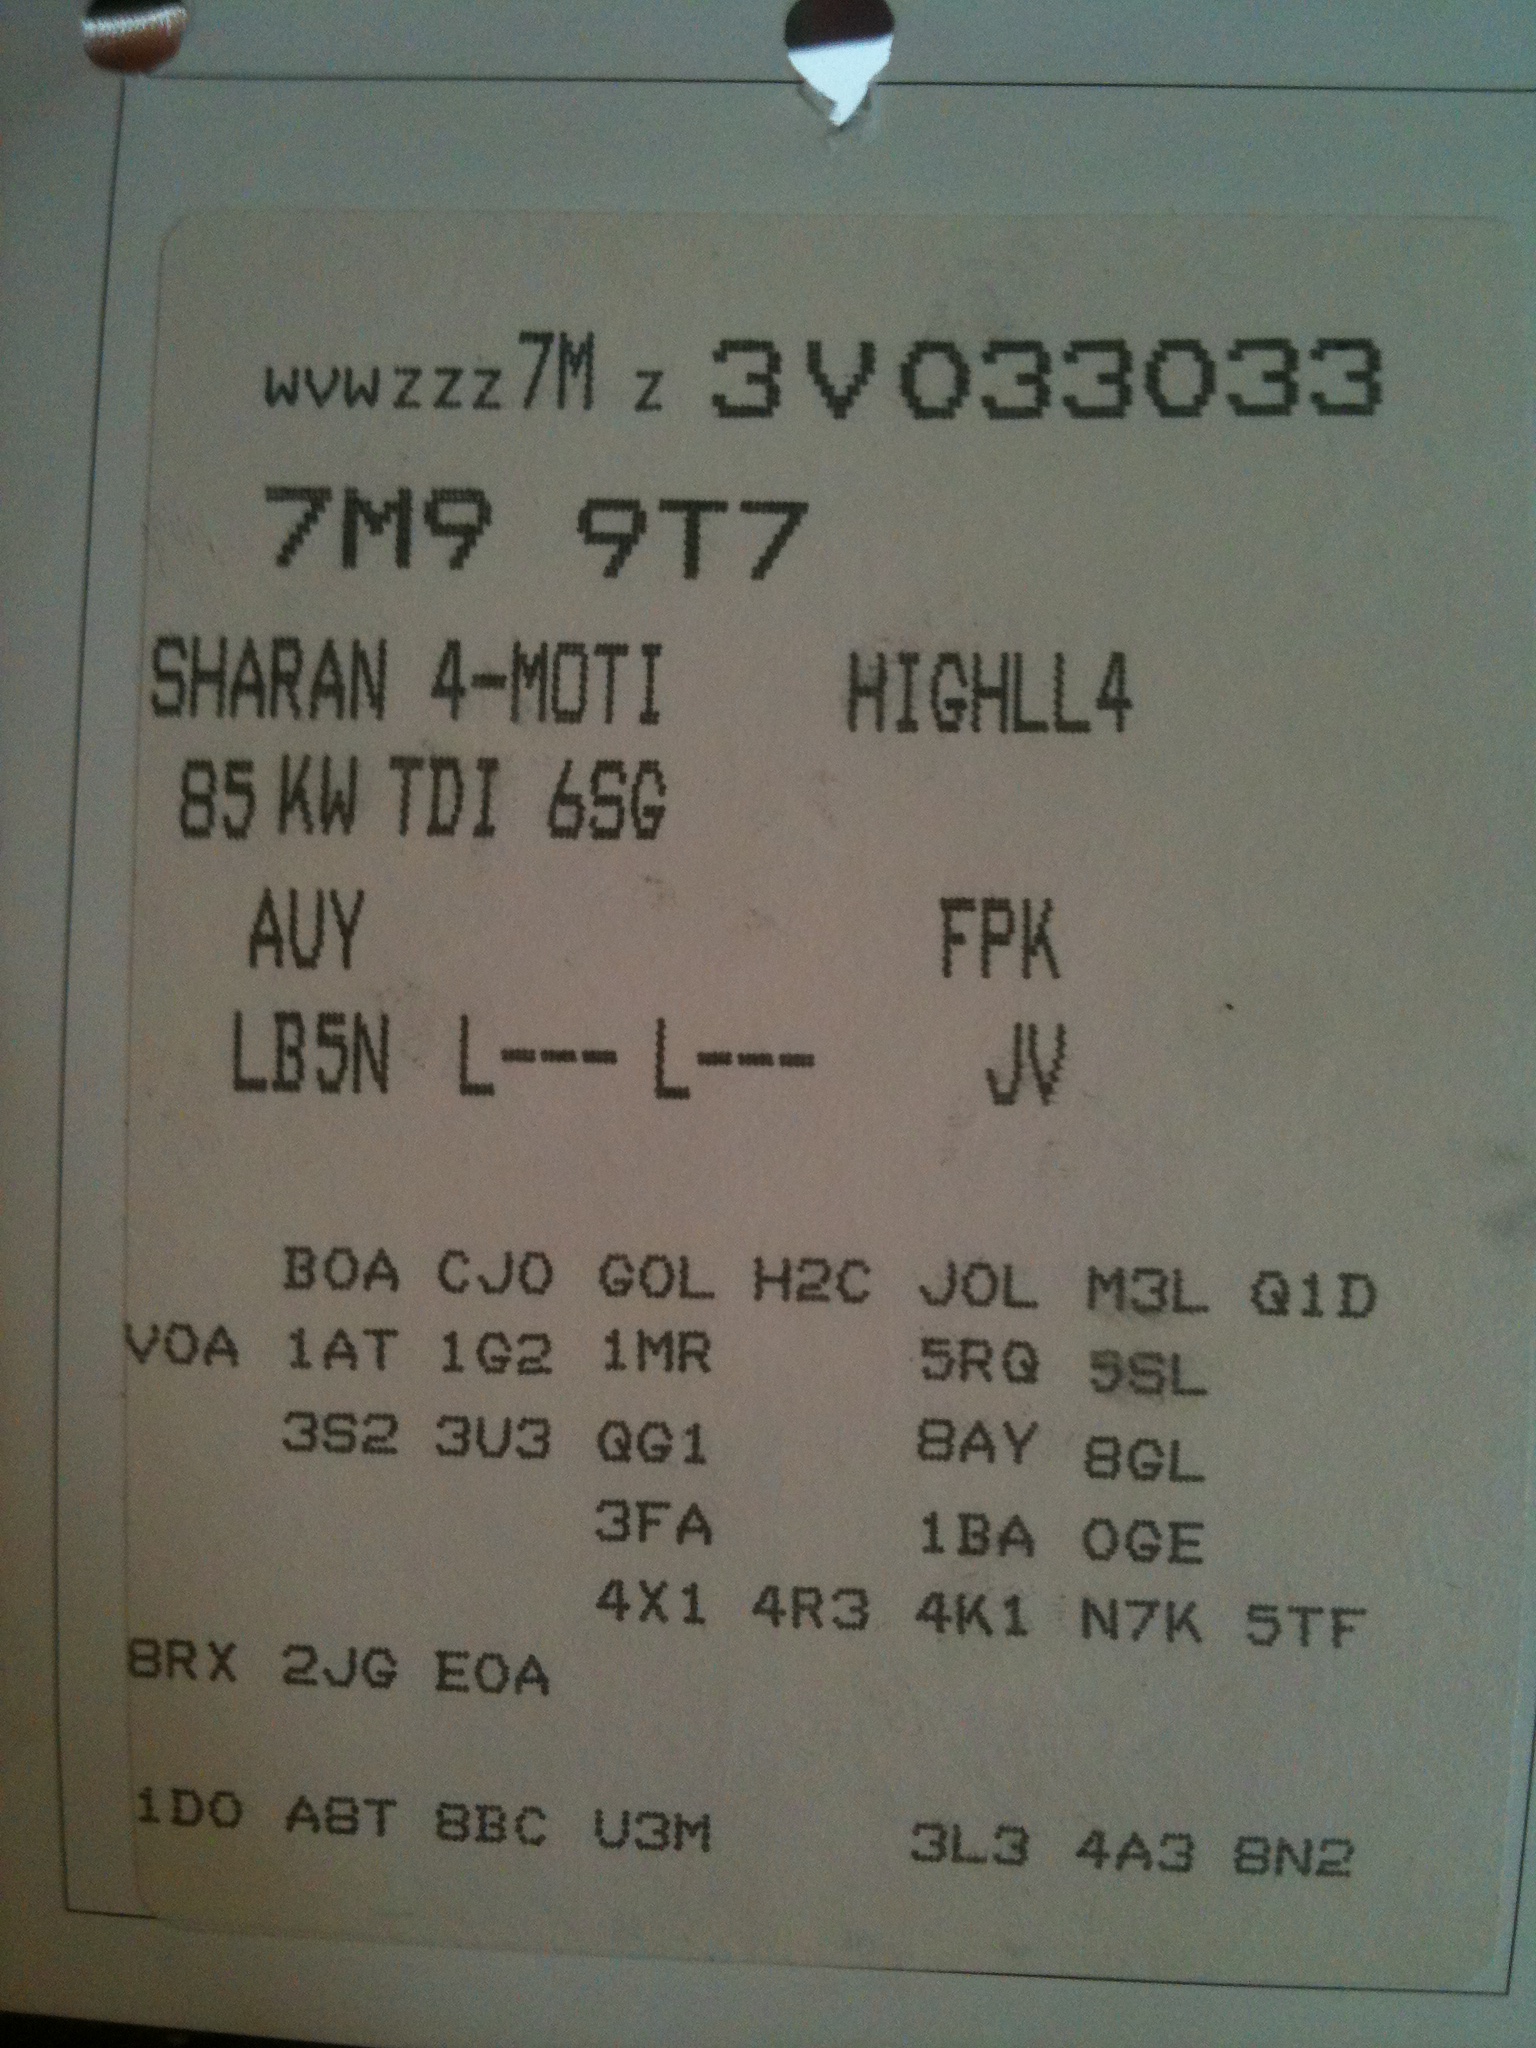 wvwzzz7M z 3V033033
7M9 9T7
SHARAN 4-MOTI HIGHLL4
85 KW TDI 6SG
AUY FPK
LB5N L--- L--- JV
B0A CJ0 G0L H2C J0L M3L Q1D
V0A 1AT 1G2 1MR 5RQ 5SL
3S2 3U3 QG1 8AY 8GL
3FA 1BA 0GE
4X1 4R3 4K1 N7K 5TF
8RX 2JG E0A
1D0 A8T 8BC U3M 3L3 4A3 8N2